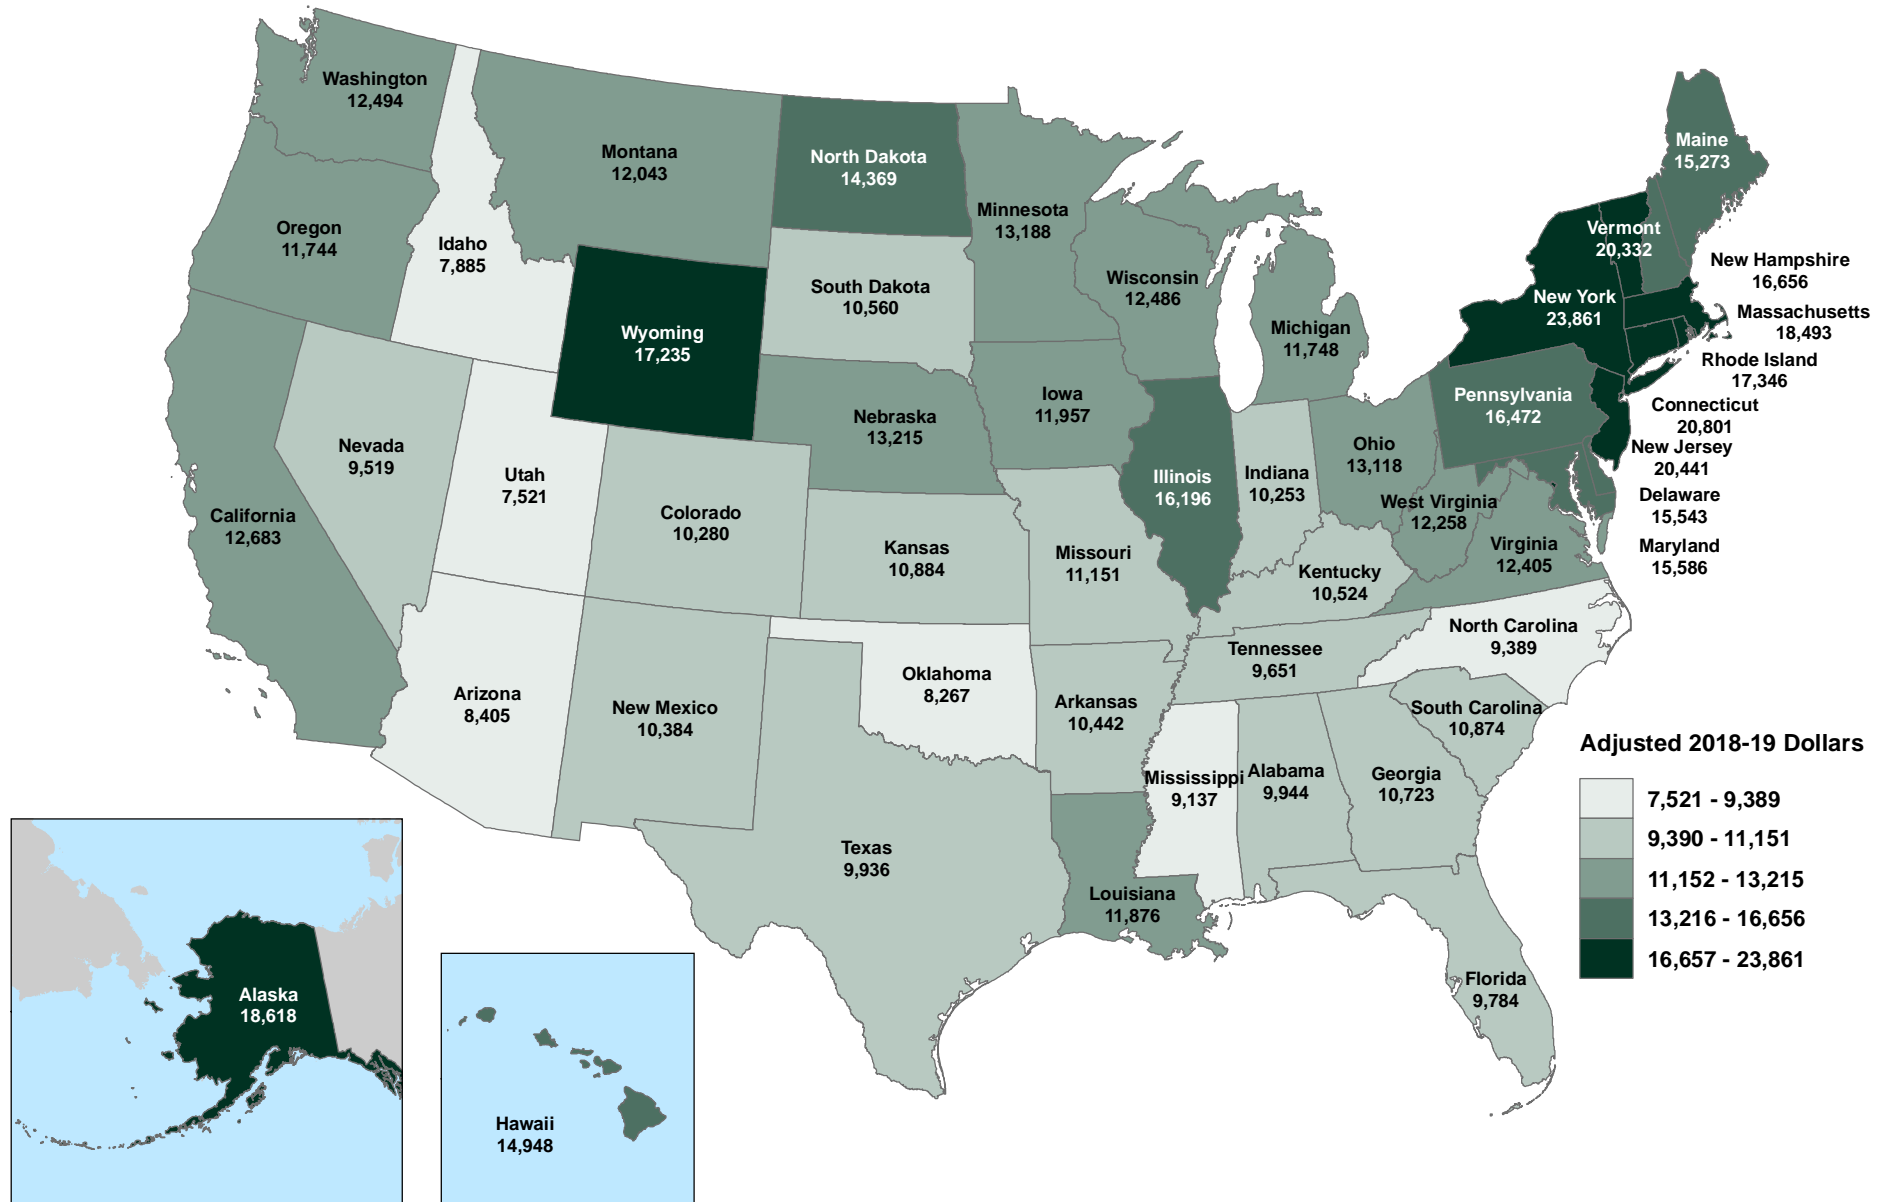 Washington
12,494
Montana
12,043
North Dakota
14,369
Minnesota
13,188
Maine
15,273
Oregon
11,744
Idaho
7,885
South Dakota
10,560
Wisconsin
12,486
Vermont
20,332
New Hampshire
16,656
Wyoming
17,235
Michigan
11,748
New York
23,861
Massachusetts
18,493
Rhode Island
17,346
Nebraska
13,215
Iowa
11,957
Pennsylvania
16,472
Connecticut
20,801
Nevada
9,519
Utah
7,521
Illinois
16,196
Indiana
10,253
Ohio
13,118
New Jersey
20,441
California
12,683
Colorado
10,280
Kansas
10,884
Missouri
11,151
West Virginia
12,258
Delaware
15,543
Kentucky
10,524
Virginia
12,405
Maryland
15,586
Arizona
8,405
New Mexico
10,384
Oklahoma
8,267
Arkansas
10,442
Tennessee
9,651
North Carolina
9,389
South Carolina
10,874
Mississippi
9,137
Alabama
9,944
Georgia
10,723
Texas
9,936
Louisiana
11,876
Florida
9,784
Alaska
18,618
Hawaii
14,948
Adjusted 2018-19 Dollars
7,521 - 9,389
9,390 - 11,151
11,152 - 13,215
13,216 - 16,656
16,657 - 23,861